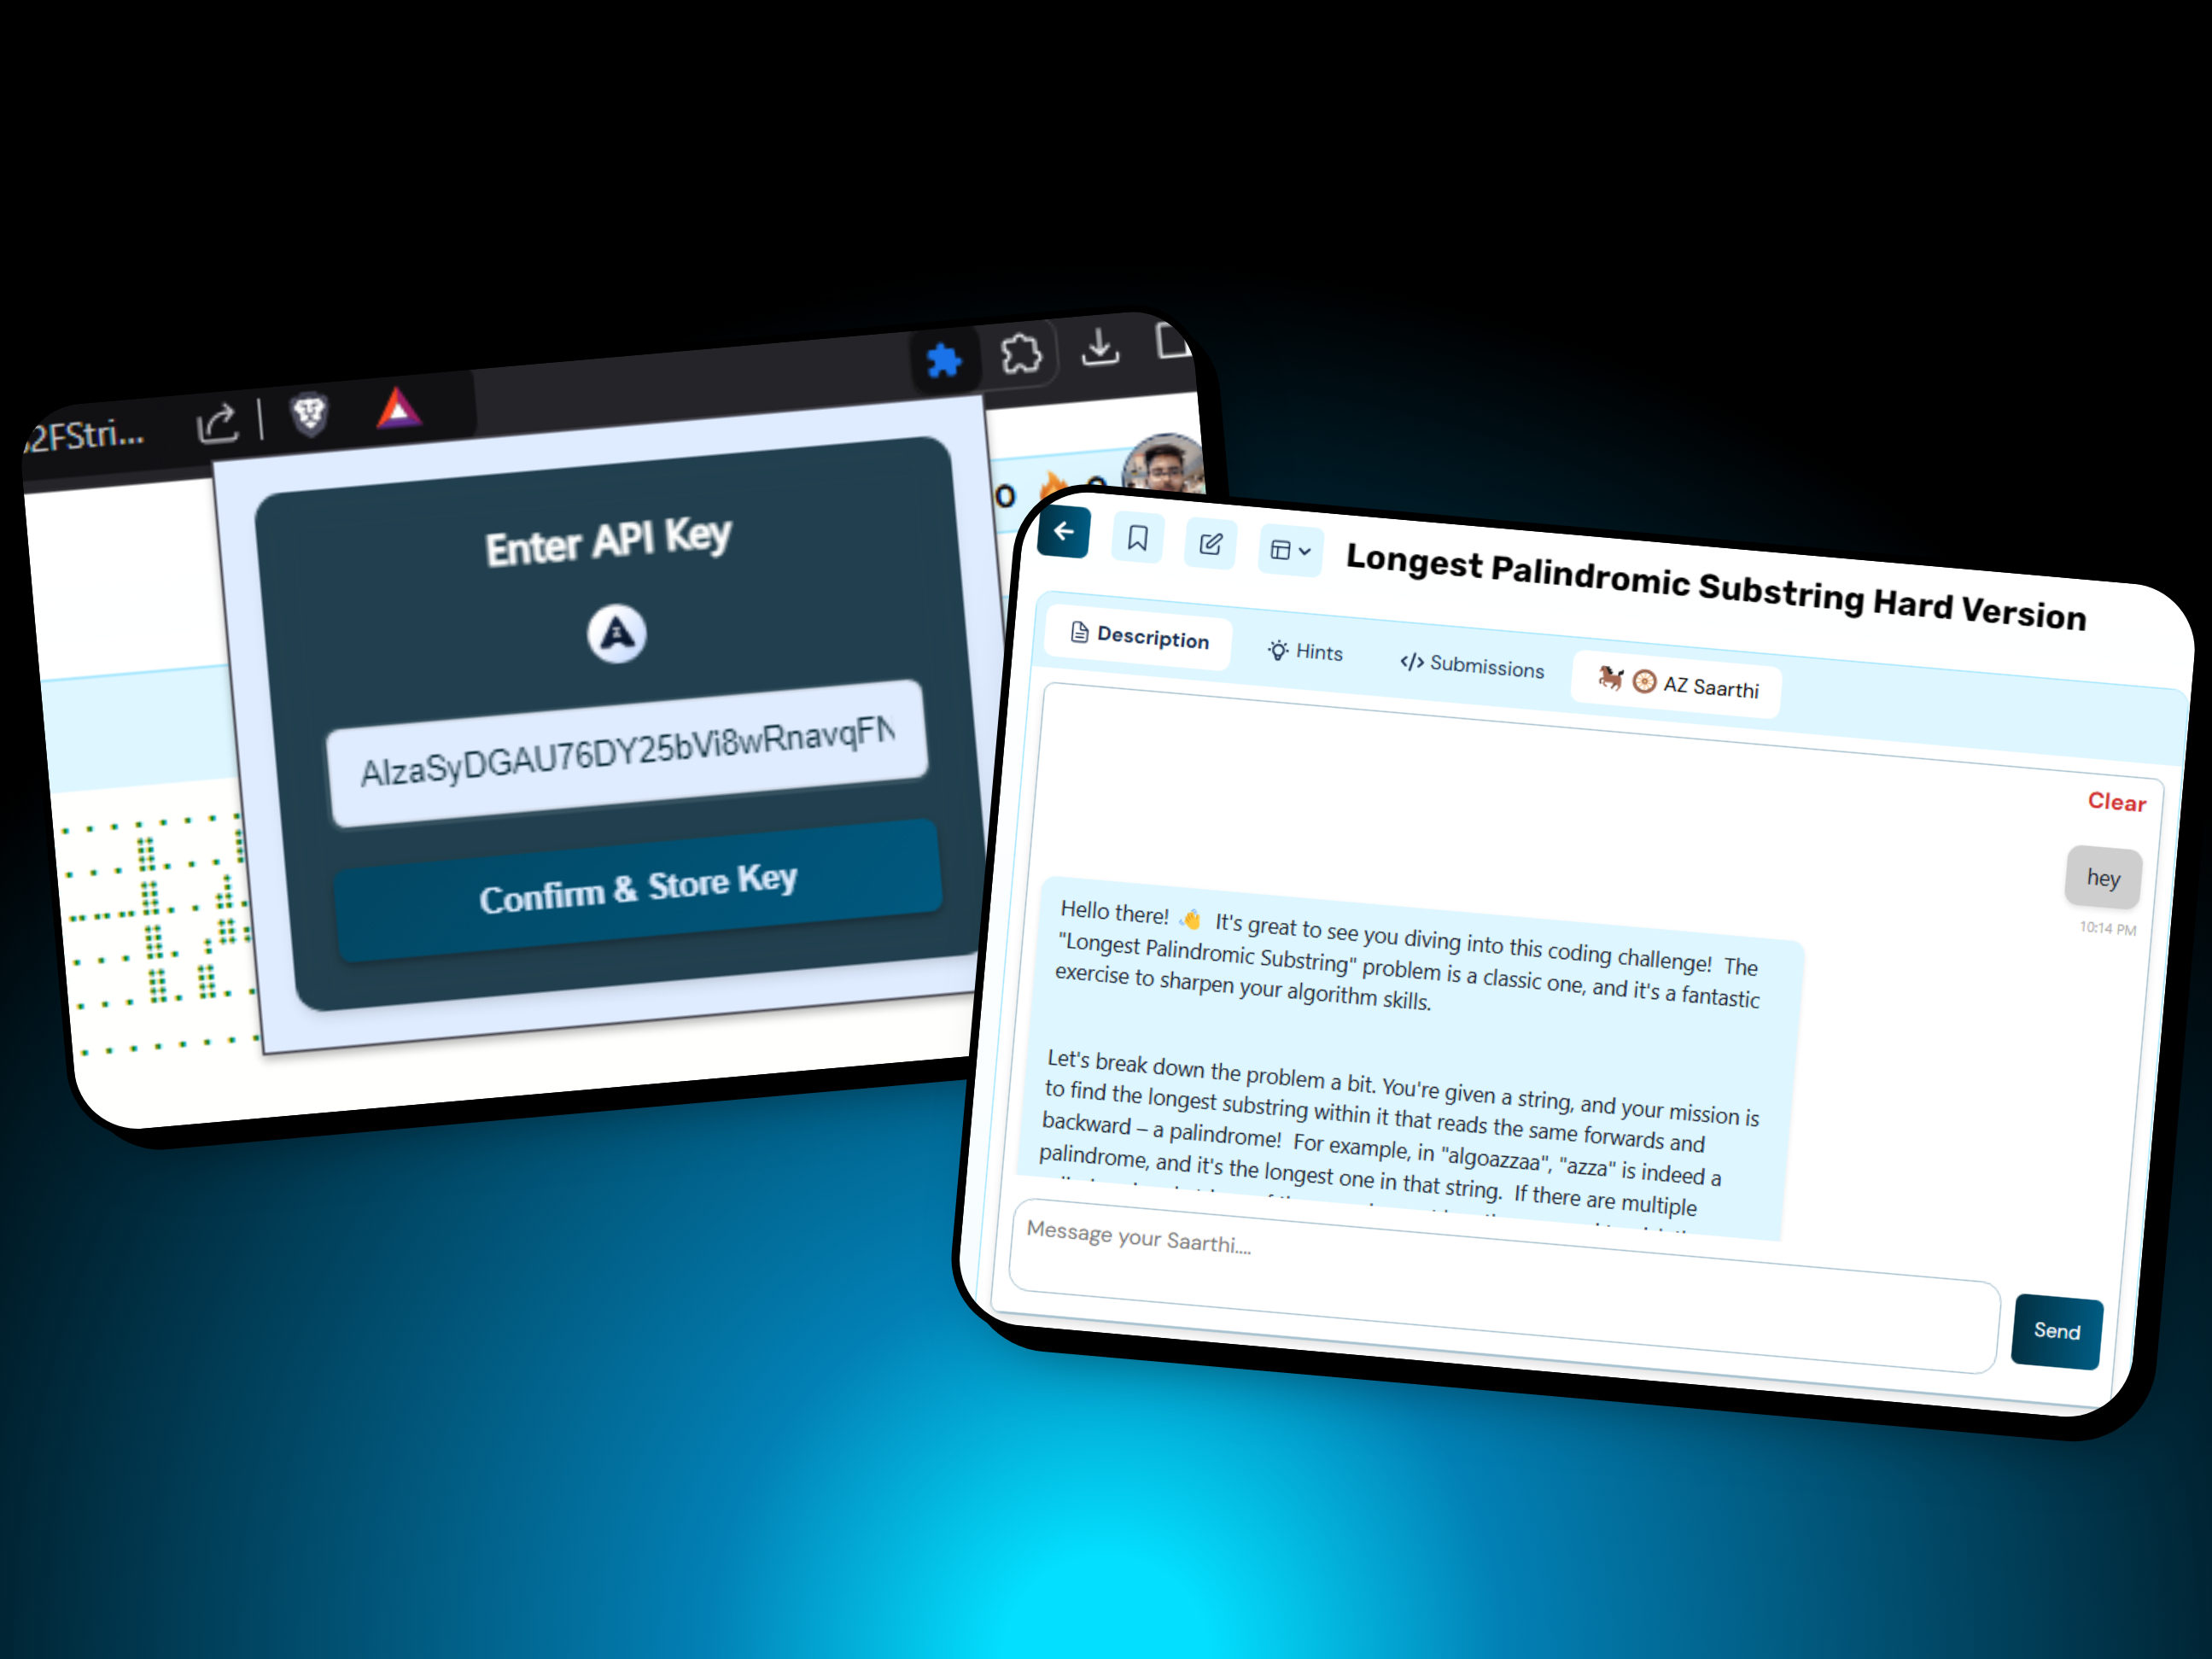 2FStri...
Enter API Key
AIzaSyDGAU76DY25bVi8wRnavqFN
Confirm & Store Key
0
Longest Palindromic Substring Hard Version
Description
Hints
</> Submissions
AZ Saarthi
Clear
hey
10:14 PM
Hello there! 👋 It's great to see you diving into this coding challenge! The
"Longest Palindromic Substring" problem is a classic one, and it's a fantastic
exercise to sharpen your algorithm skills.
Let's break down the problem a bit. You're given a string, and your mission is
to find the longest substring within it that reads the same forwards and
backward – a palindrome! For example, in "algoazzaa", "azza" is indeed a
palindrome, and it's the longest one in that string. If there are multiple
Message your Saarthi....
Send